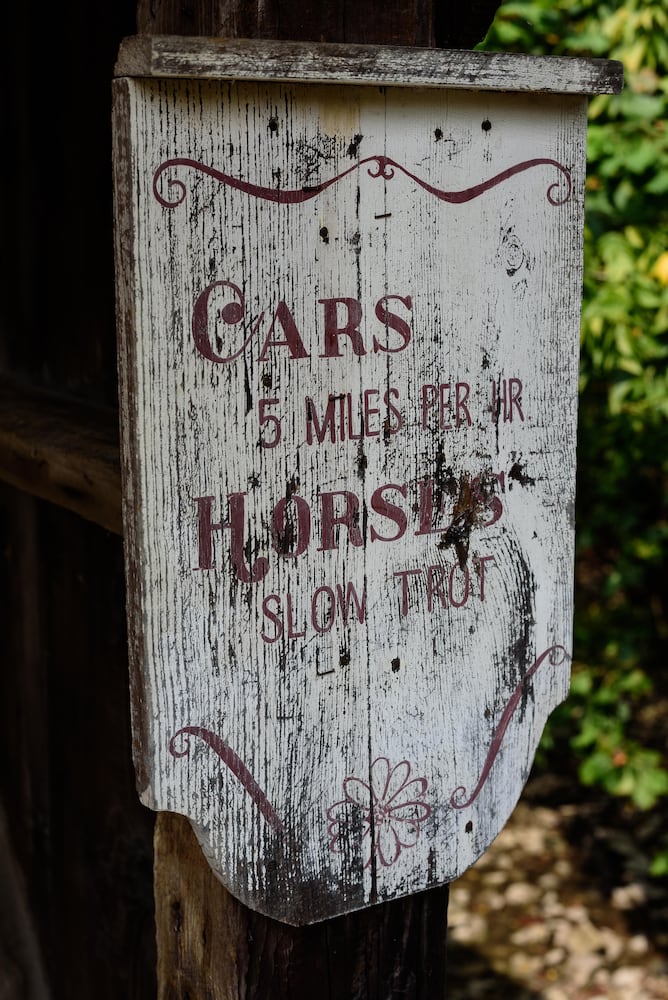 CARS
5 MILES PER HR
HORSES
SLOW TROT